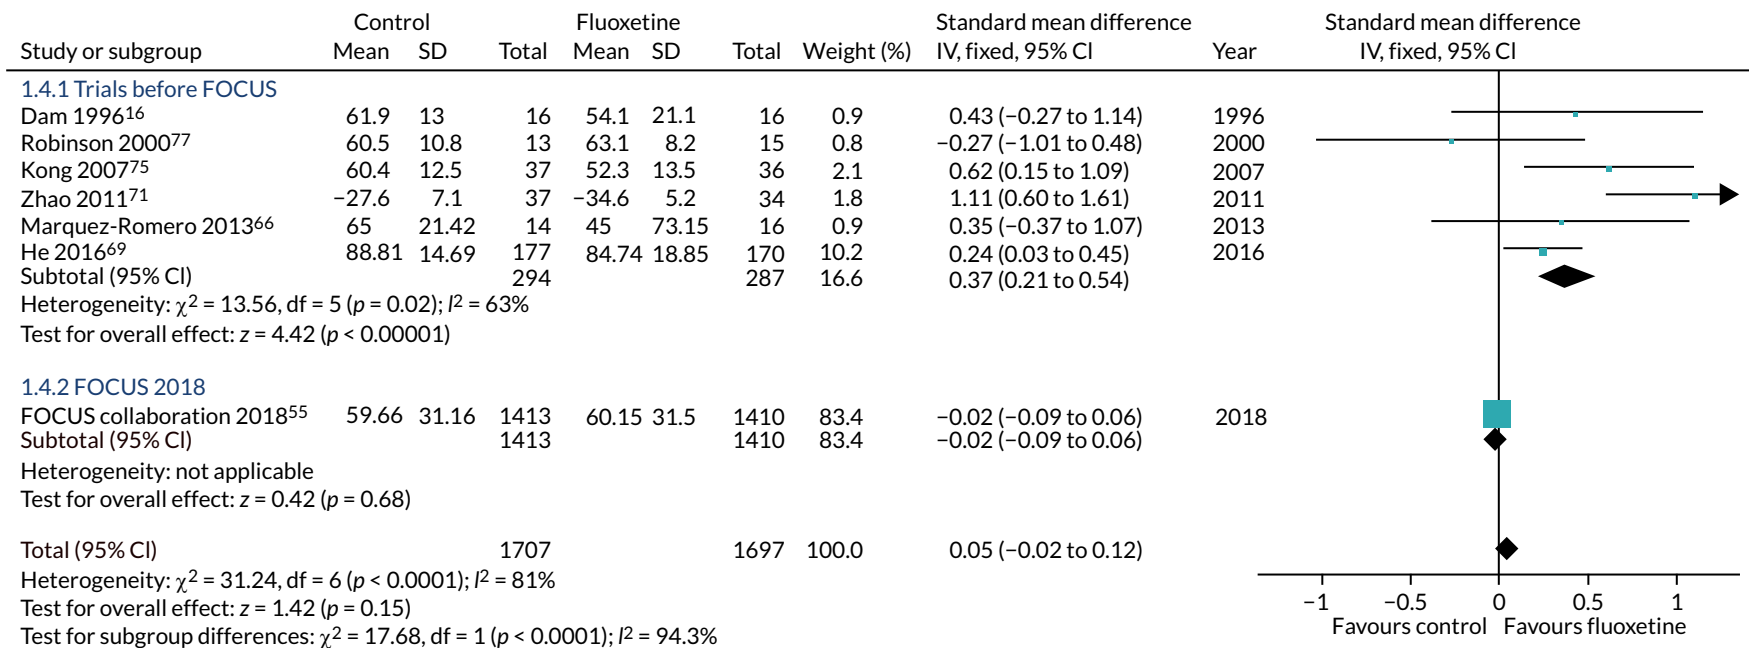 Control Fluoxetine Standard mean difference Standard mean difference
Study or subgroup Mean SD Total Mean SD Total Weight (%) IV, fixed, 95% CI Year IV, fixed, 95% CI
1.4.1 Trials before FOCUS
Dam 1996¹⁶ 61.9 13 16 54.1 21.1 16 0.9 0.43 (−0.27 to 1.14) 1996
Robinson 2000⁷⁷ 60.5 10.8 13 63.1 8.2 15 0.8 −0.27 (−1.01 to 0.48) 2000
Kong 2007⁷⁵ 60.4 12.5 37 52.3 13.5 36 2.1 0.62 (0.15 to 1.09) 2007
Zhao 2011⁷¹ −27.6 7.1 37 −34.6 5.2 34 1.8 1.11 (0.60 to 1.61) 2011
Marquez-Romero 2013⁶⁶ 65 21.42 14 45 73.15 16 0.9 0.35 (−0.37 to 1.07) 2013
He 2016⁶⁹ 88.81 14.69 177 84.74 18.85 170 10.2 0.24 (0.03 to 0.45) 2016
Subtotal (95% CI) 294 287 16.6 0.37 (0.21 to 0.54)
Heterogeneity: χ² = 13.56, df = 5 (p = 0.02); I² = 63%
Test for overall effect: z = 4.42 (p < 0.00001)
1.4.2 FOCUS 2018
FOCUS collaboration 2018⁵⁵ 59.66 31.16 1413 60.15 31.5 1410 83.4 −0.02 (−0.09 to 0.06) 2018
Subtotal (95% CI) 1413 1410 83.4 −0.02 (−0.09 to 0.06)
Heterogeneity: not applicable
Test for overall effect: z = 0.42 (p = 0.68)
Total (95% CI) 1707 1697 100.0 0.05 (−0.02 to 0.12)
Heterogeneity: χ² = 31.24, df = 6 (p < 0.0001); I² = 81%
Test for overall effect: z = 1.42 (p = 0.15)
Test for subgroup differences: χ² = 17.68, df = 1 (p < 0.0001); I² = 94.3%
−1 −0.5 0 0.5 1
Favours control Favours fluoxetine